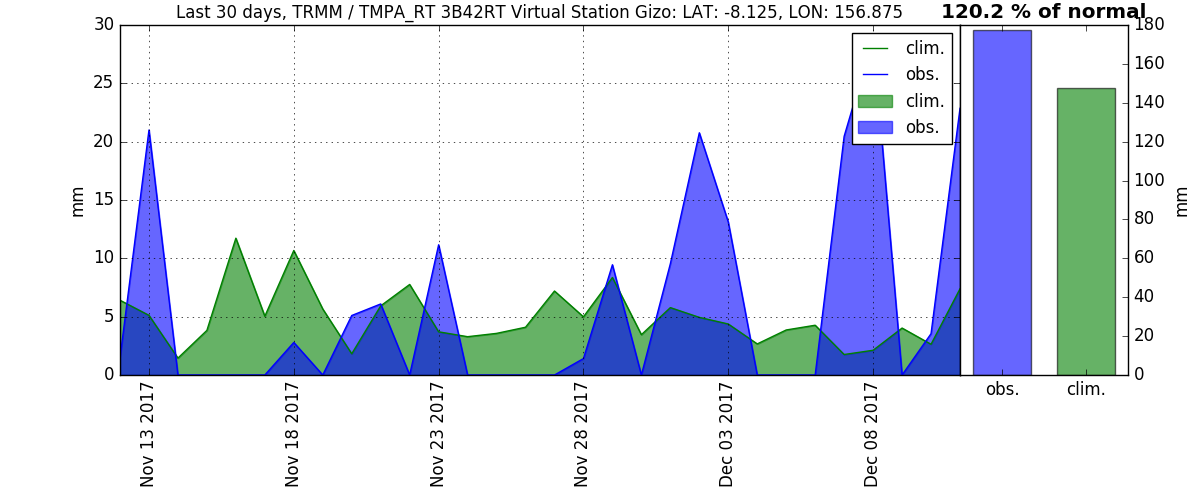 Last 30 days, TRMM / TMPA_RT 3B42RT Virtual Station Gizo: LAT: -8.125, LON: 156.875
120.2 % of normal
30
25
20
15
10
5
0
mm
clim.
obs.
clim.
obs.
180
160
140
120
100
80
60
40
20
0
mm
Nov 13 2017
Nov 18 2017
Nov 23 2017
Nov 28 2017
Dec 03 2017
Dec 08 2017
obs.
clim.